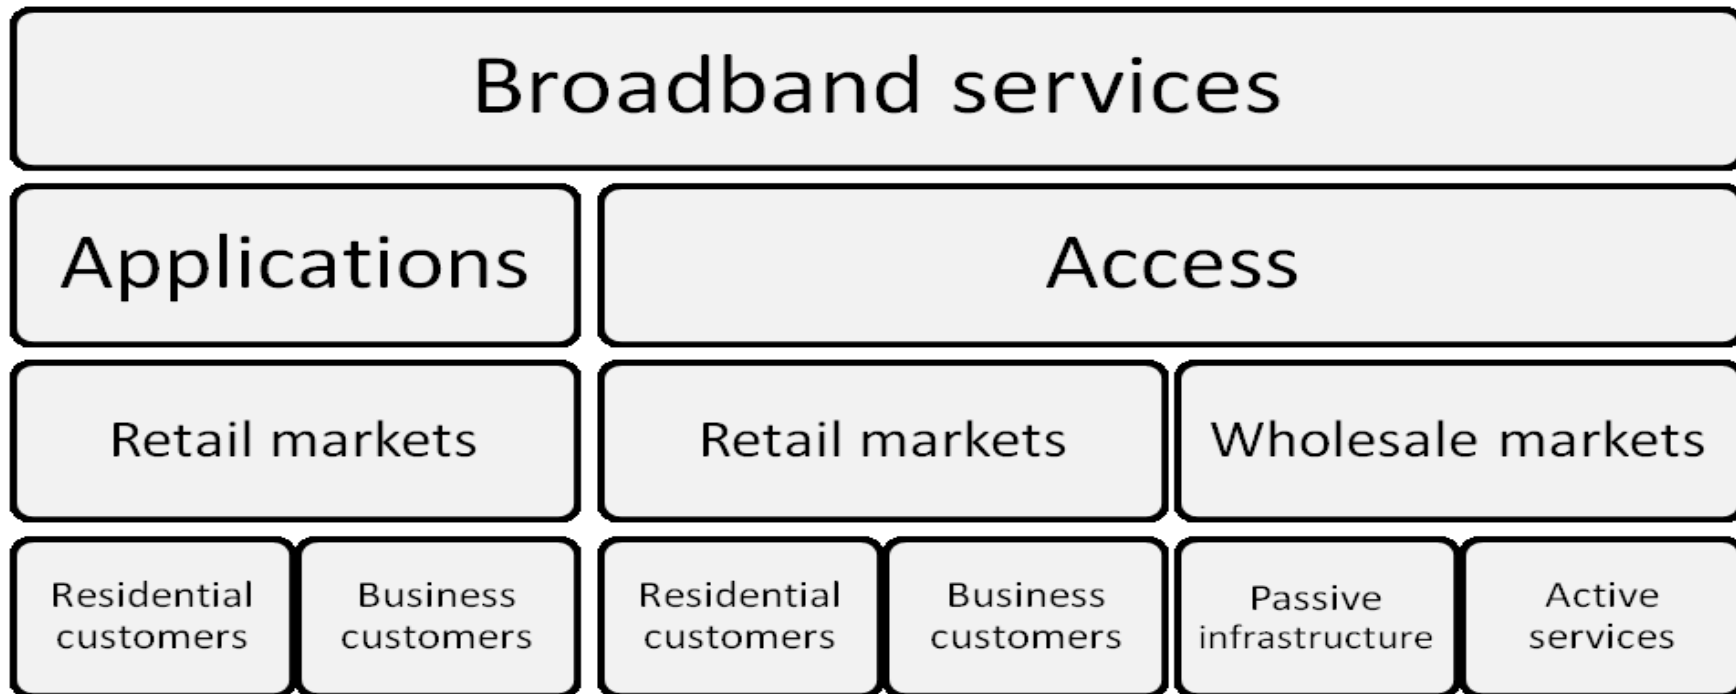 Broadband services
Applications
Access
Retail markets
Retail markets
Wholesale markets
Residential
customers
Business
customers
Residential
customers
Business
customers
Passive
infrastructure
Active
services